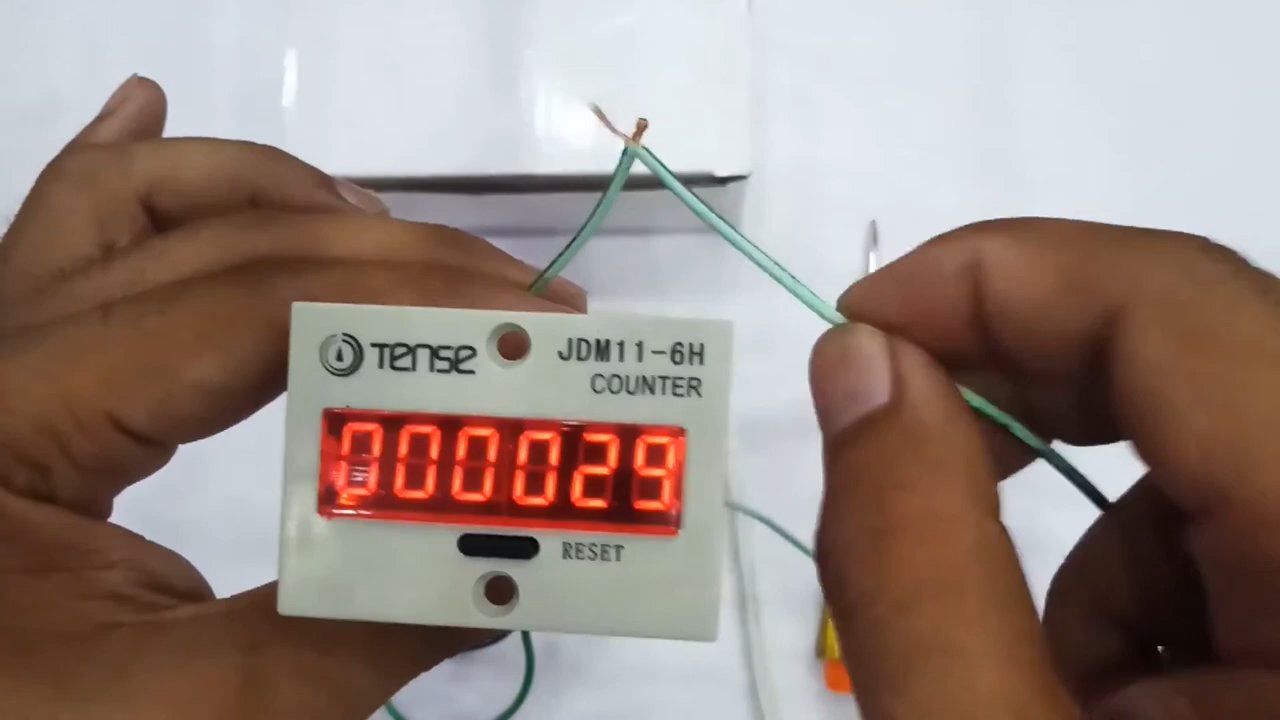 TENSE
JDM11-6H
COUNTER
000029
RESET